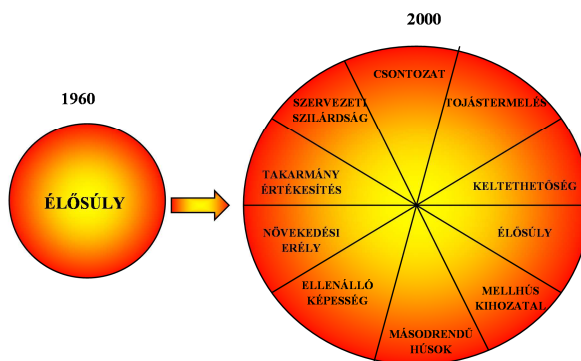 1960
ÉLŐSÚLY
2000
CSONTOZAT
TOJÁSTERMELÉS
KELTETHETŐSÉG
ÉLŐSÚLY
MELLHÚS
KIHOZATAL
MÁSODRENDŰ
HÚSOK
ELLENÁLLÓ
KÉPESSÉG
NÖVEKEDÉSI
ERÉLY
TAKARMÁNY
ÉRTÉKESÍTÉS
SZERVEZETI
SZILÁRDSÁG